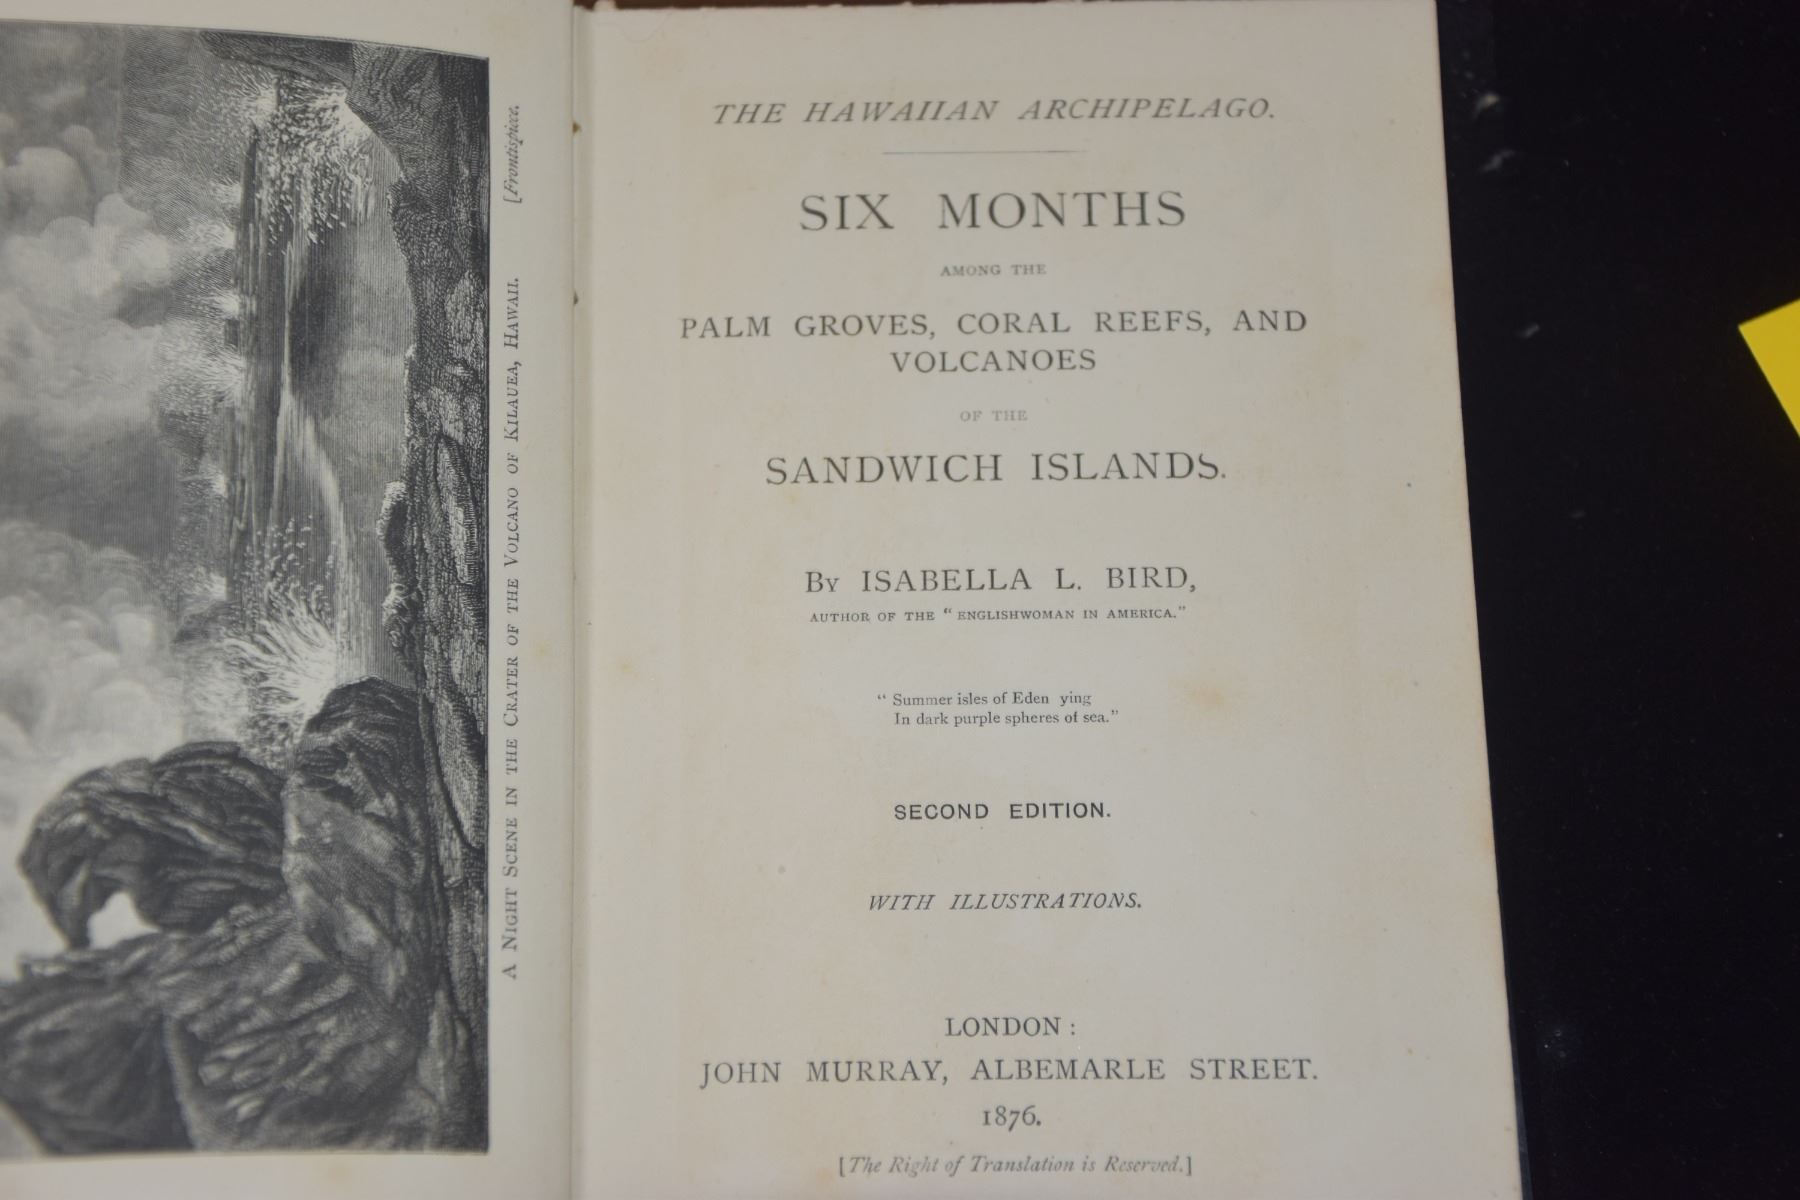 [Frontispiece.
A NIGHT SCENE IN THE CRATER OF THE VOLCANO OF KILAUEA, HAWAII.
THE HAWAIIAN ARCHIPELAGO.
SIX MONTHS
AMONG THE
PALM GROVES, CORAL REEFS, AND
VOLCANOES
OF THE
SANDWICH ISLANDS.
BY ISABELLA L. BIRD,
AUTHOR OF THE "ENGLISHWOMAN IN AMERICA."
"Summer isles of Eden ying
In dark purple spheres of sea."
SECOND EDITION.
WITH ILLUSTRATIONS.
LONDON:
JOHN MURRAY, ALBEMARLE STREET.
1876.
[The Right of Translation is Reserved.]